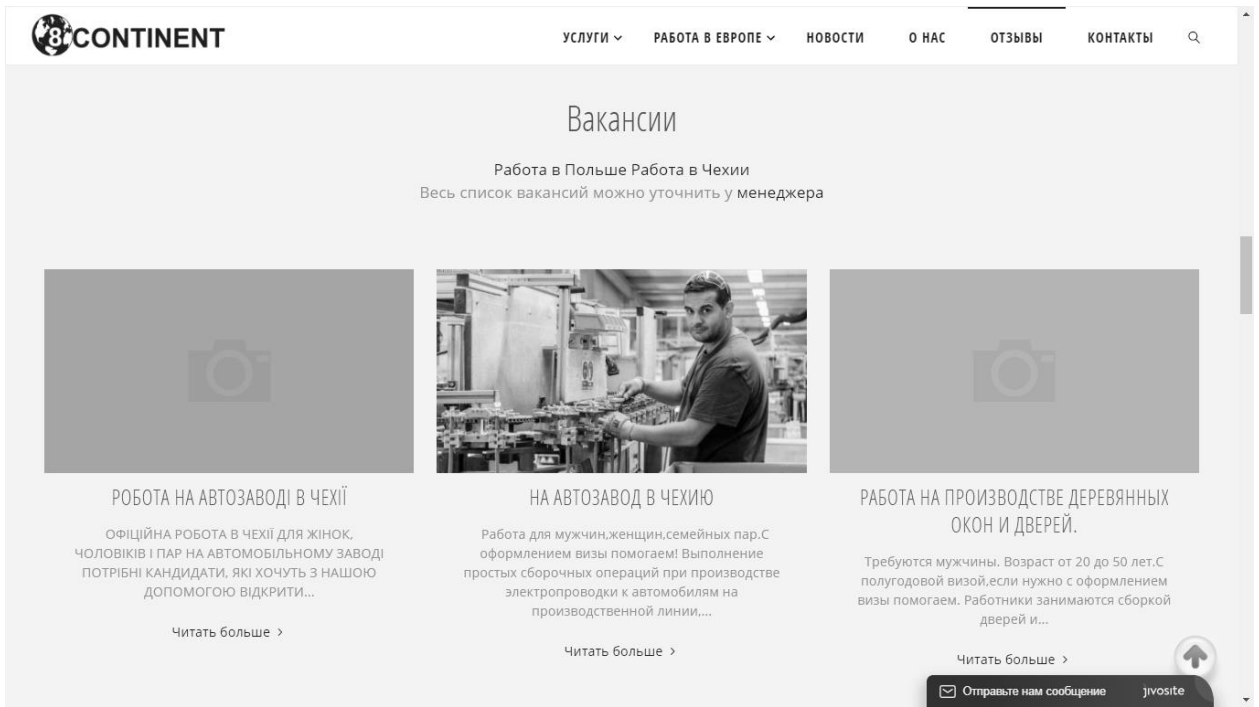 8CONTINENT
УСЛУГИ РАБОТА В ЕВРОПЕ НОВОСТИ О НАС ОТЗЫВЫ КОНТАКТЫ
Вакансии
Работа в Польше Работа в Чехии
Весь список вакансий можно уточнить у менеджера
РОБОТА НА АВТОЗАВОДІ В ЧЕХІЇ
ОФІЦІЙНА РОБОТА В ЧЕХІЇ ДЛЯ ЖІНОК,
ЧОЛОВІКІВ І ПАР НА АВТОМОБІЛЬНОМУ ЗАВОДІ
ПОТРІБНІ КАНДИДАТИ, ЯКІ ХОЧУТЬ З НАШОЮ
ДОПОМОГОЮ ВІДКРИТИ...
Читать больше >
НА АВТОЗАВОД В ЧЕХИЮ
Работа для мужчин,женщин,семейных пар.С
оформлением визы помогаем! Выполнение
простых сборочных операций при производстве
электропроводки к автомобилям на
производственной линии,...
Читать больше >
РАБОТА НА ПРОИЗВОДСТВЕ ДЕРЕВЯННЫХ
ОКОН И ДВЕРЕЙ.
Требуются мужчины. Возраст от 20 до 50 лет.С
полугодовой визой,если нужно с оформлением
визы помогаем. Работники занимаются сборкой
дверей и...
Читать больше >
Отправьте нам сообщение jivosite